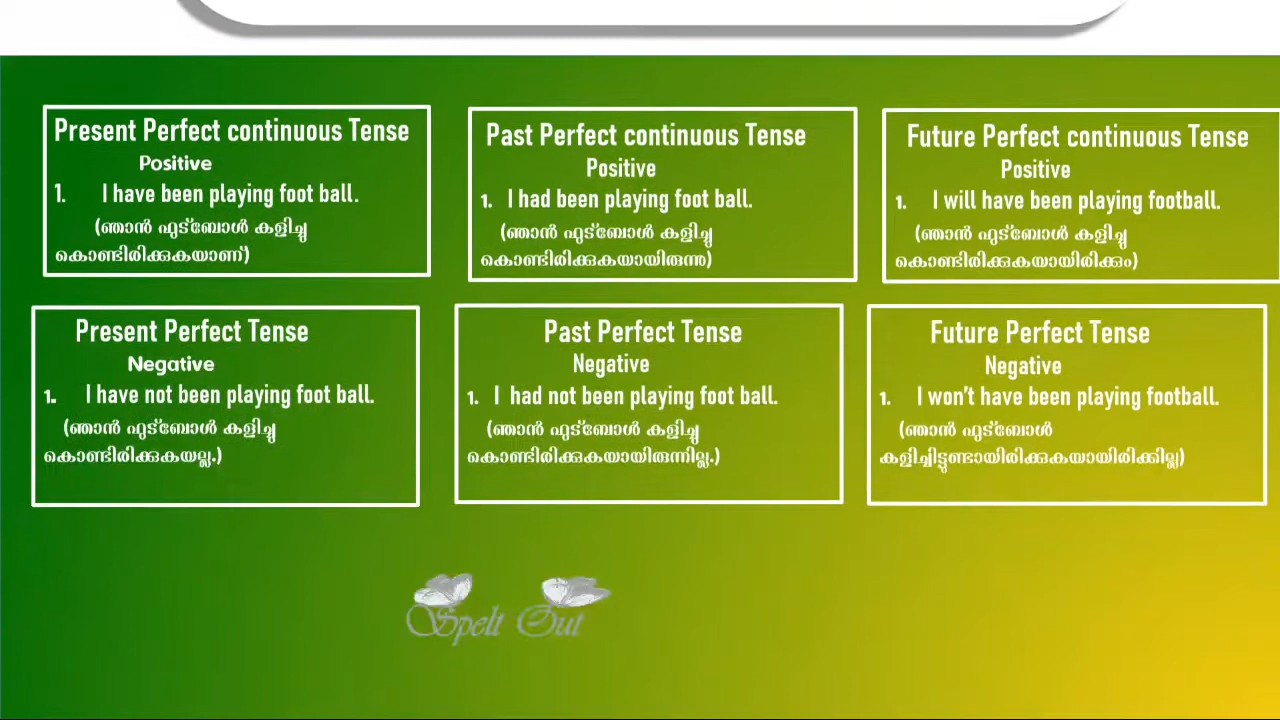 Present Perfect continuous Tense
Positive
1. I have been playing foot ball.
(ഞാൻ ഫുട്ബോൾ കളിച്ചു
കൊണ്ടിരിക്കുകയാണ്)
Past Perfect continuous Tense
Positive
1. I had been playing foot ball.
(ഞാൻ ഫുട്ബോൾ കളിച്ചു
കൊണ്ടിരിക്കുകയായിരുന്നു)
Future Perfect continuous Tense
Positive
1. I will have been playing football.
(ഞാൻ ഫുട്ബോൾ കളിച്ചു
കൊണ്ടിരിക്കുകയായിരിക്കും)
Present Perfect Tense
Negative
1. I have not been playing foot ball.
(ഞാൻ ഫുട്ബോൾ കളിച്ചു
കൊണ്ടിരിക്കുകയല്ല.)
Past Perfect Tense
Negative
1. I had not been playing foot ball.
(ഞാൻ ഫുട്ബോൾ കളിച്ചു
കൊണ്ടിരിക്കുകയായിരുന്നില്ല.)
Future Perfect Tense
Negative
1. I won't have been playing football.
(ഞാൻ ഫുട്ബോൾ
കളിച്ചിട്ടുണ്ടായിരിക്കുകയായിരിക്കില്ല)
Spelt Out